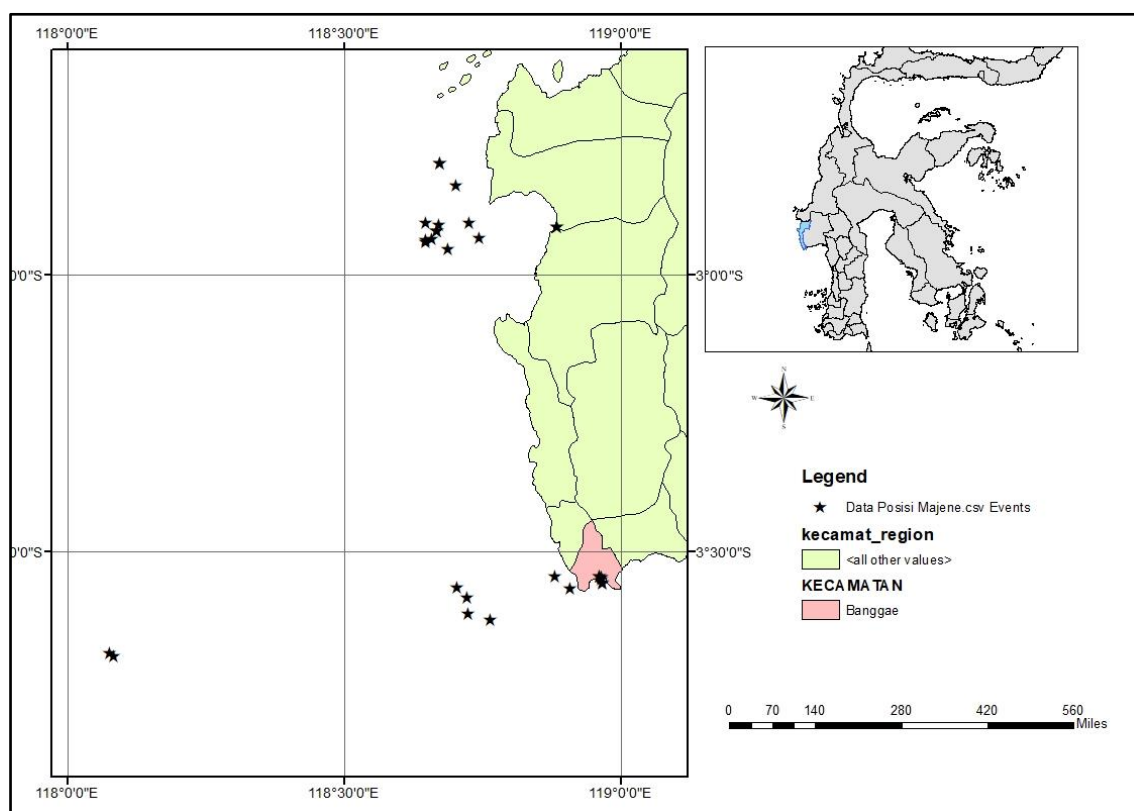 118°0'0"E 118°30'0"E 119°0'0"E
0°0"S 3°0'0"S
0'0"S 3°30'0"S
118°0'0"E 118°30'0"E 119°0'0"E
N
W E
S
Legend
Data Posisi Majene.csv Events
kecamat_region
<all other values>
KECAMATAN
Banggae
0 70 140 280 420 560
Miles